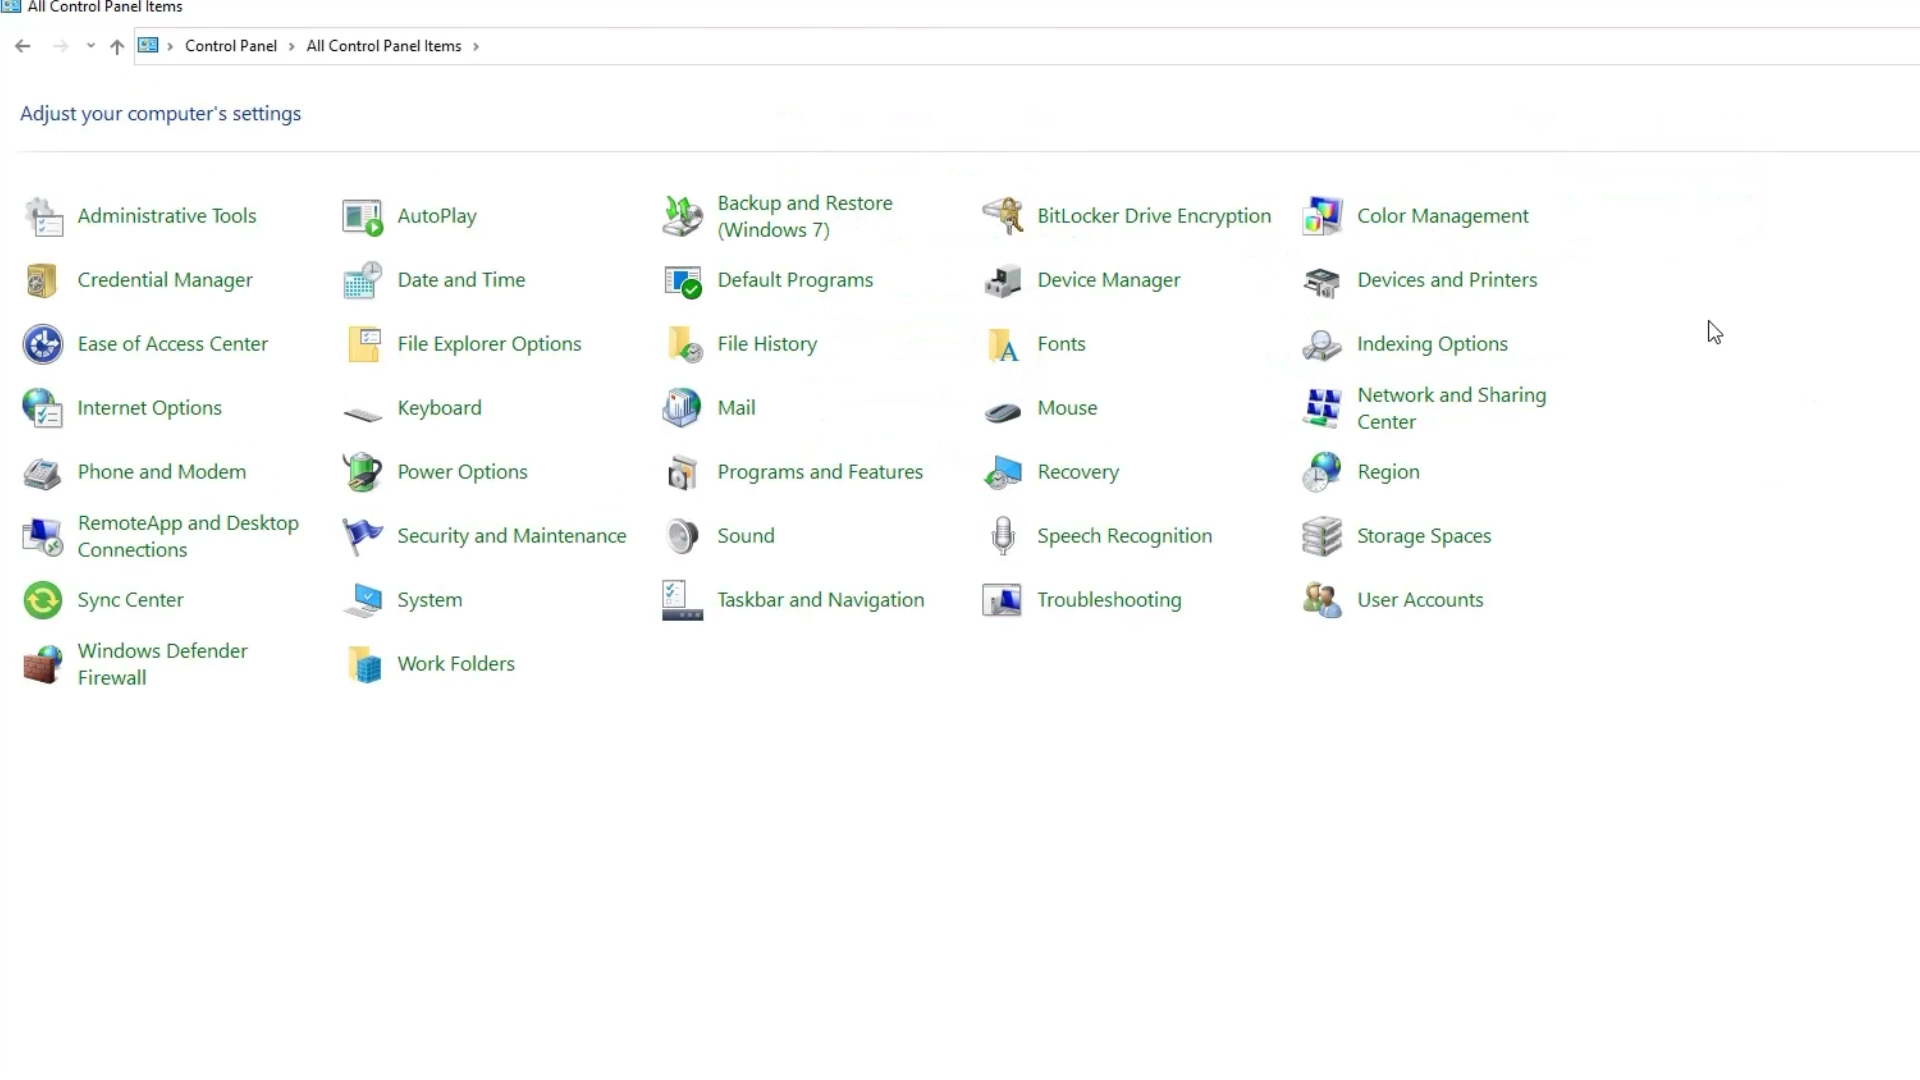 All Control Panel Items
Control Panel
All Control Panel Items
Adjust your computer's settings
Administrative Tools
AutoPlay
Backup and Restore
(Windows 7)
BitLocker Drive Encryption
Color Management
Credential Manager
Date and Time
Default Programs
Device Manager
Devices and Printers
Ease of Access Center
File Explorer Options
File History
Fonts
Indexing Options
Internet Options
Keyboard
Mail
Mouse
Network and Sharing
Center
Phone and Modem
Power Options
Programs and Features
Recovery
Region
RemoteApp and Desktop
Connections
Security and Maintenance
Sound
Speech Recognition
Storage Spaces
Sync Center
System
Taskbar and Navigation
Troubleshooting
User Accounts
Windows Defender
Firewall
Work Folders